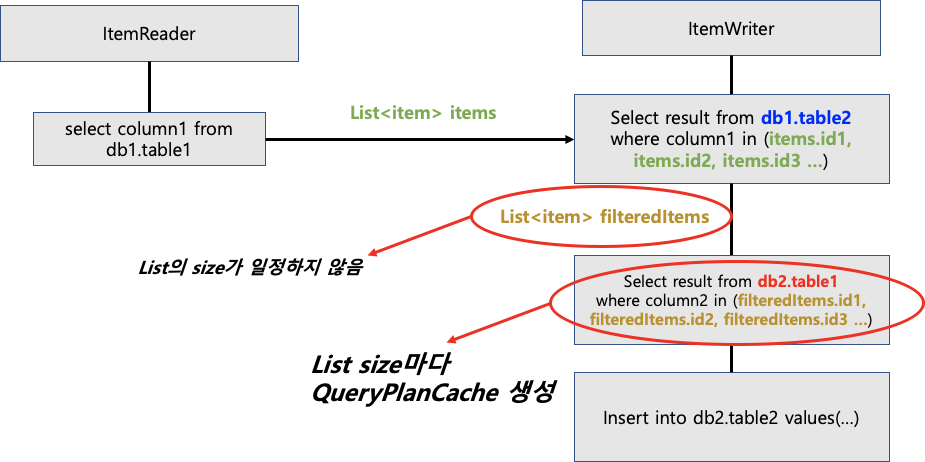 ItemReader
ItemWriter
select column1 from
db1.table1
List<item> items
Select result from db1.table2
where column1 in (items.id1,
items.id2, items.id3 ...)
List<item> filteredItems
List의 size가 일정하지 않음
Select result from db2.table1
where column2 in (filteredItems.id1,
filteredItems.id2, filteredItems.id3 ...)
List size마다
QueryPlanCache 생성
Insert into db2.table2 values(...)